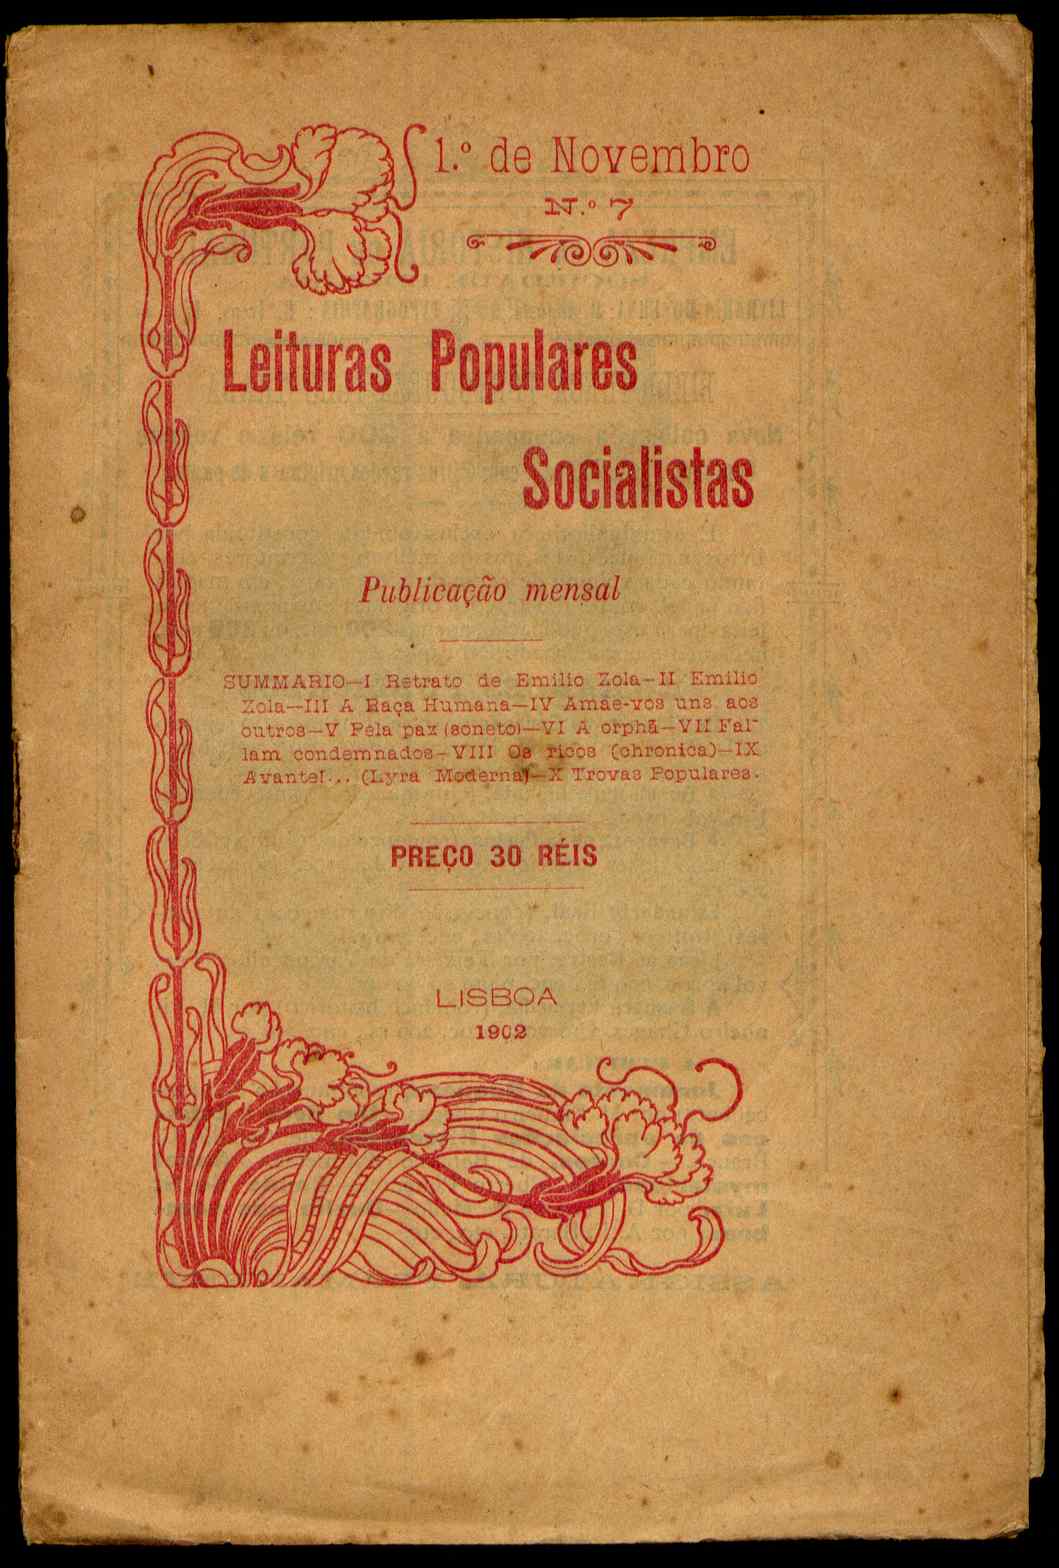 1.º de Novembro
N.º 7
Leituras Populares
Socialistas
Publicação mensal
SUMMARIO—I Retrato de Emilio Zola—II Emilio
Zola—III A Raça Humana—IV Amae-vos uns aos
outros—V Pela paz (soneto)—VI A orphã—VII Fal-
lam condemnados—VIII Os ricos (chronica)—IX
Avante!... (Lyra Moderna)—X Trovas Populares.
PREÇO 30 RÉIS
LISBOA
1902